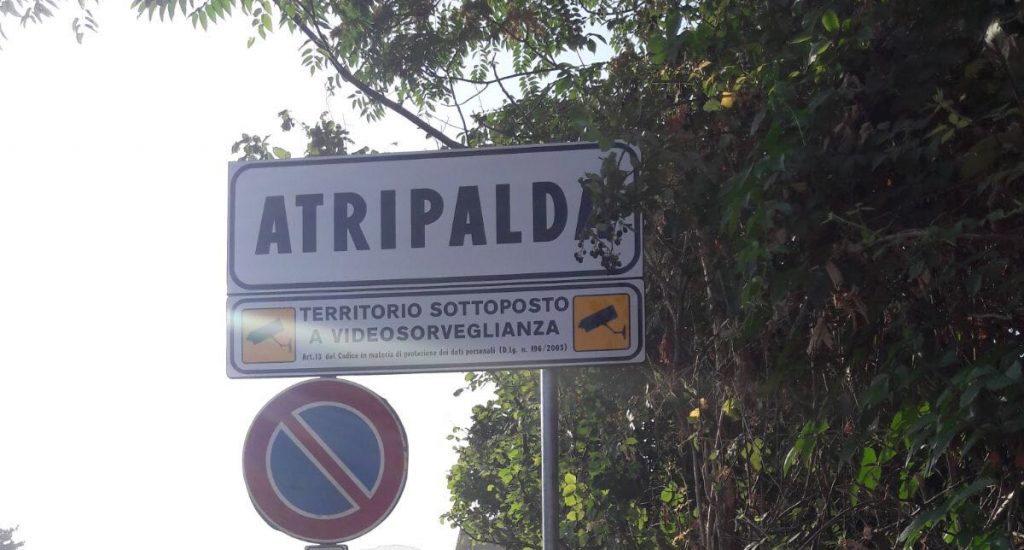 ATRIPALDA
TERRITORIO SOTTOPOSTO
A VIDEOSORVEGLIANZA
Art.13 del Codice in materia di protezione dei dati personali (D.lg. n. 196/2003)